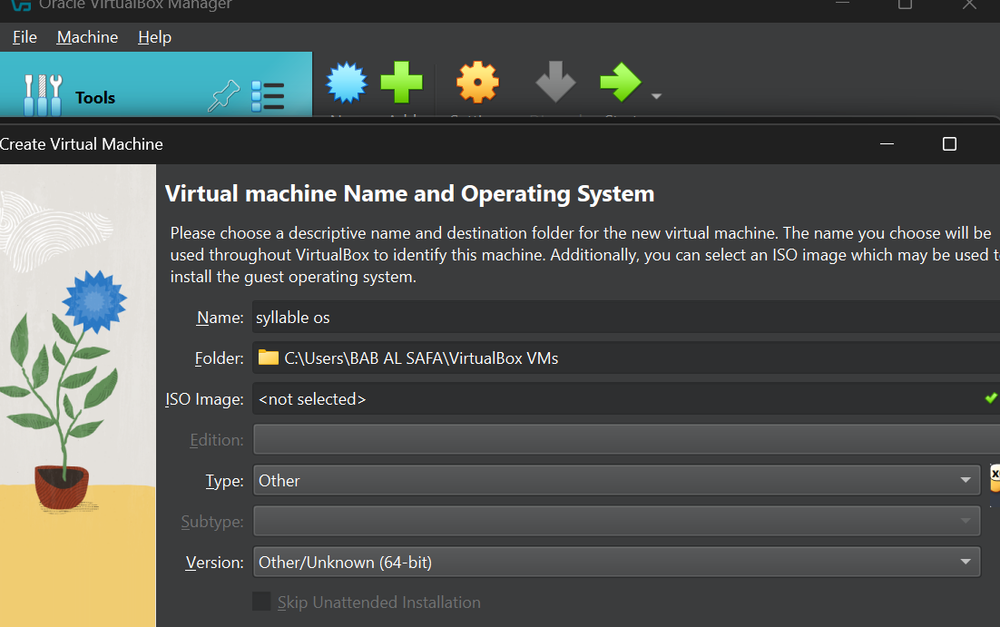 Oracle VirtualBox Manager
File Machine Help
Tools
Create Virtual Machine
Virtual machine Name and Operating System
Please choose a descriptive name and destination folder for the new virtual machine. The name you choose will be
used throughout VirtualBox to identify this machine. Additionally, you can select an ISO image which may be used
install the guest operating system.
Name: syllable os
Folder: C:\Users\BAB AL SAFA\VirtualBox VMs
ISO Image: <not selected>
Edition:
Type: Other
Subtype:
Version: Other/Unknown (64-bit)
Skip Unattended Installation